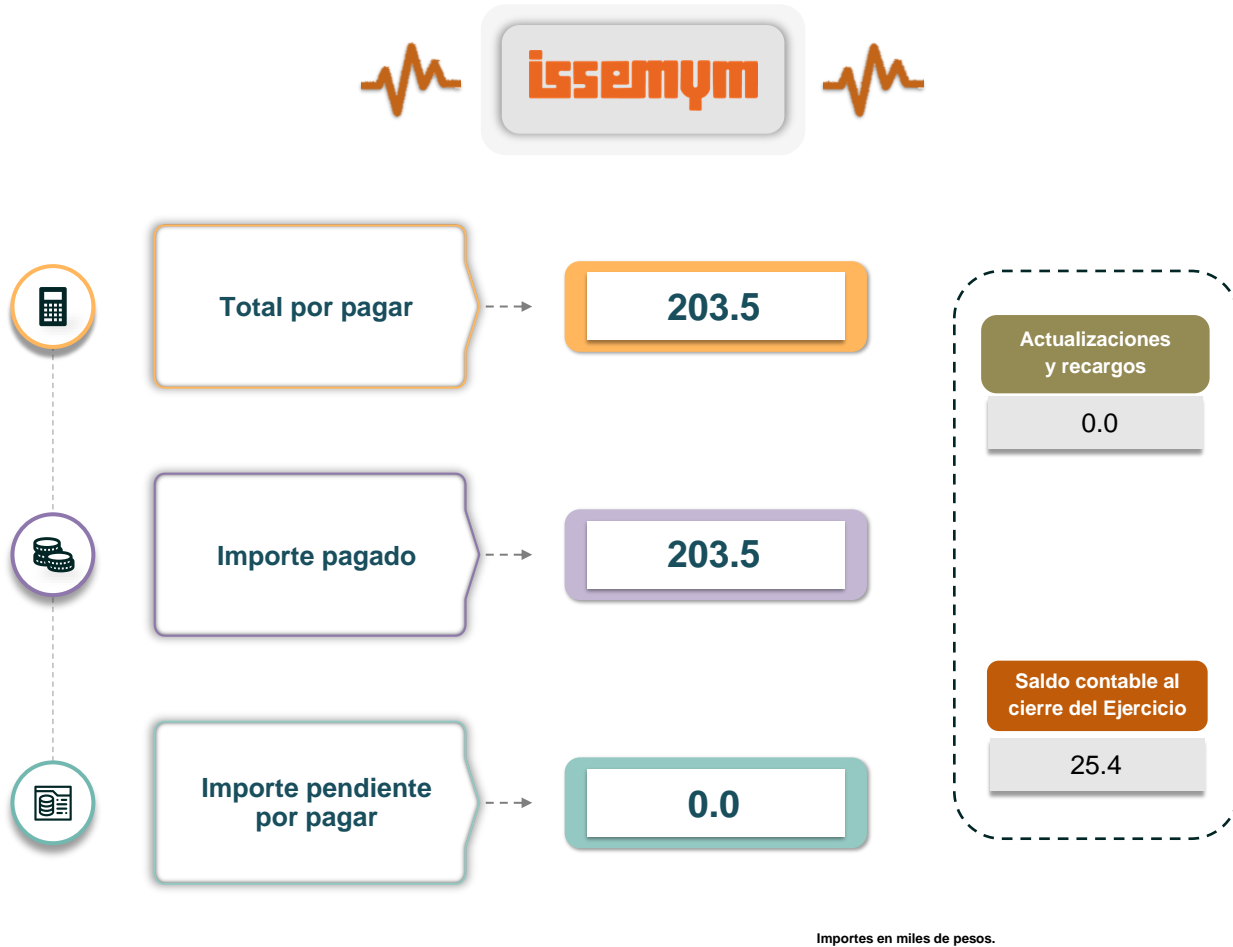 issemym
Total por pagar
203.5
Importe pagado
203.5
Importe pendiente
por pagar
0.0
Actualizaciones
y recargos
0.0
Saldo contable al
cierre del Ejercicio
25.4
Importes en miles de pesos.